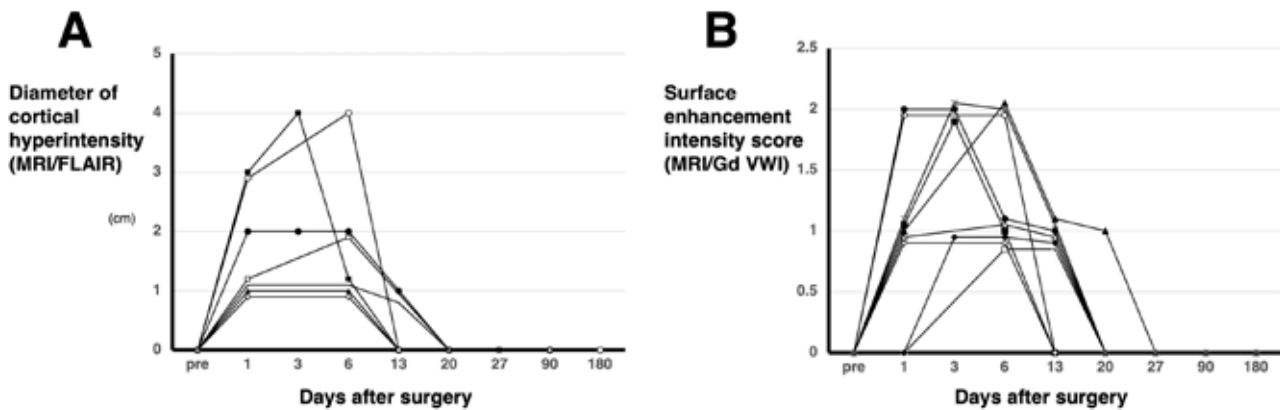 A
Diameter of
cortical
hyperintensity
(MRI/FLAIR)
(cm)
5
4
3
2
1
0
pre 1 3 6 13 20 27 90 180
Days after surgery
B
Surface
enhancement
intensity score
(MRI/Gd VWI)
2.5
2
1.5
1
0.5
0
pre 1 3 6 13 20 27 90 180
Days after surgery